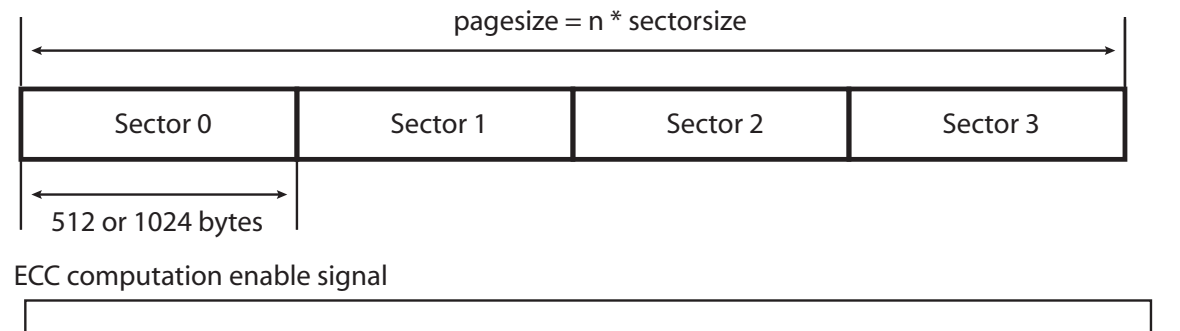 pagesize = n * sectorsize
Sector 0 Sector 1 Sector 2 Sector 3
512 or 1024 bytes
ECC computation enable signal